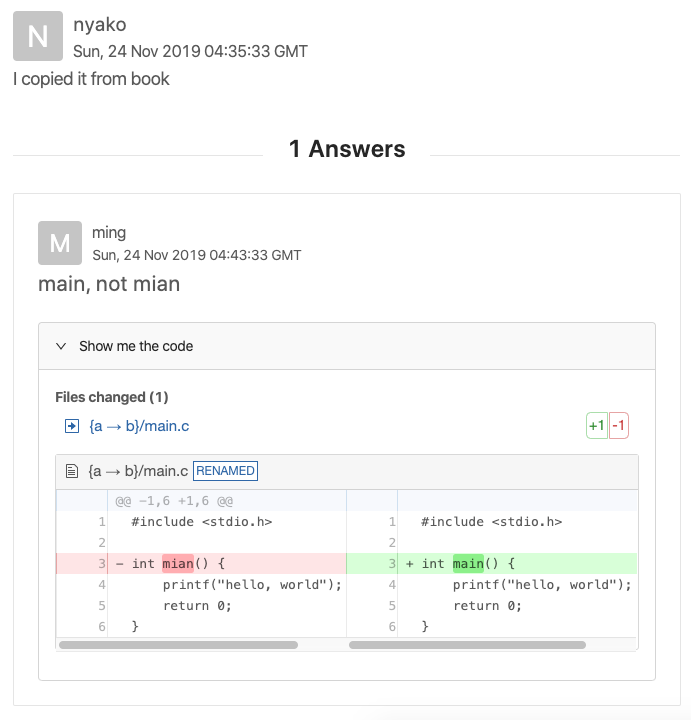 N
nyako
Sun, 24 Nov 2019 04:35:33 GMT
I copied it from book
1 Answers
M
ming
Sun, 24 Nov 2019 04:43:33 GMT
main, not mian
Show me the code
Files changed (1)
{a → b}/main.c +1 -1
{a → b}/main.c RENAMED
@@ -1,6 +1,6 @@
1 #include <stdio.h> 1 #include <stdio.h>
2 2
3 - int mian() { 3 + int main() {
4 printf("hello, world"); 4 printf("hello, world");
5 return 0; 5 return 0;
6 } 6 }